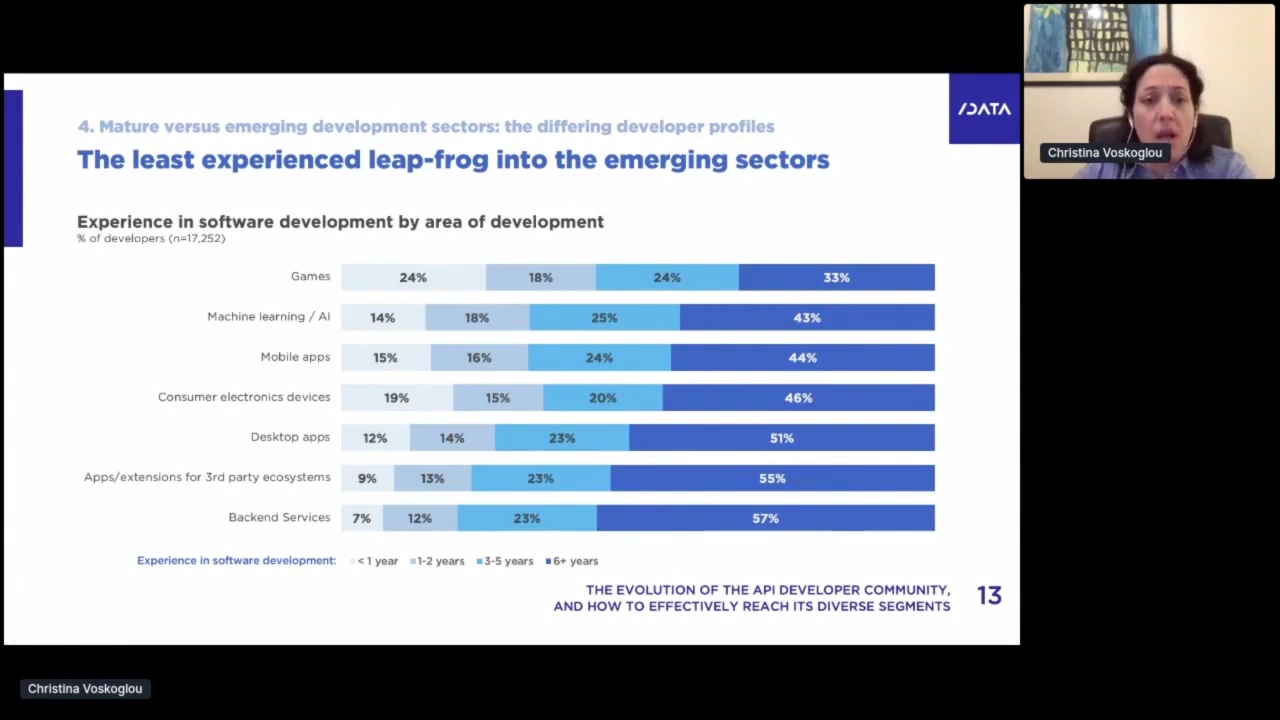 4. Mature versus emerging development sectors: the differing developer profiles
The least experienced leap-frog into the emerging sectors
/DATA
Christina Voskoglou
Experience in software development by area of development
% of developers (n=17,252)
Games 24% 18% 24% 33%
Machine learning / AI 14% 18% 25% 43%
Mobile apps 15% 16% 24% 44%
Consumer electronics devices 19% 15% 20% 46%
Desktop apps 12% 14% 23% 51%
Apps/extensions for 3rd party ecosystems 9% 13% 23% 55%
Backend Services 7% 12% 23% 57%
Experience in software development: < 1 year 1-2 years 3-5 years 6+ years
THE EVOLUTION OF THE API DEVELOPER COMMUNITY,
AND HOW TO EFFECTIVELY REACH ITS DIVERSE SEGMENTS
13
Christina Voskoglou